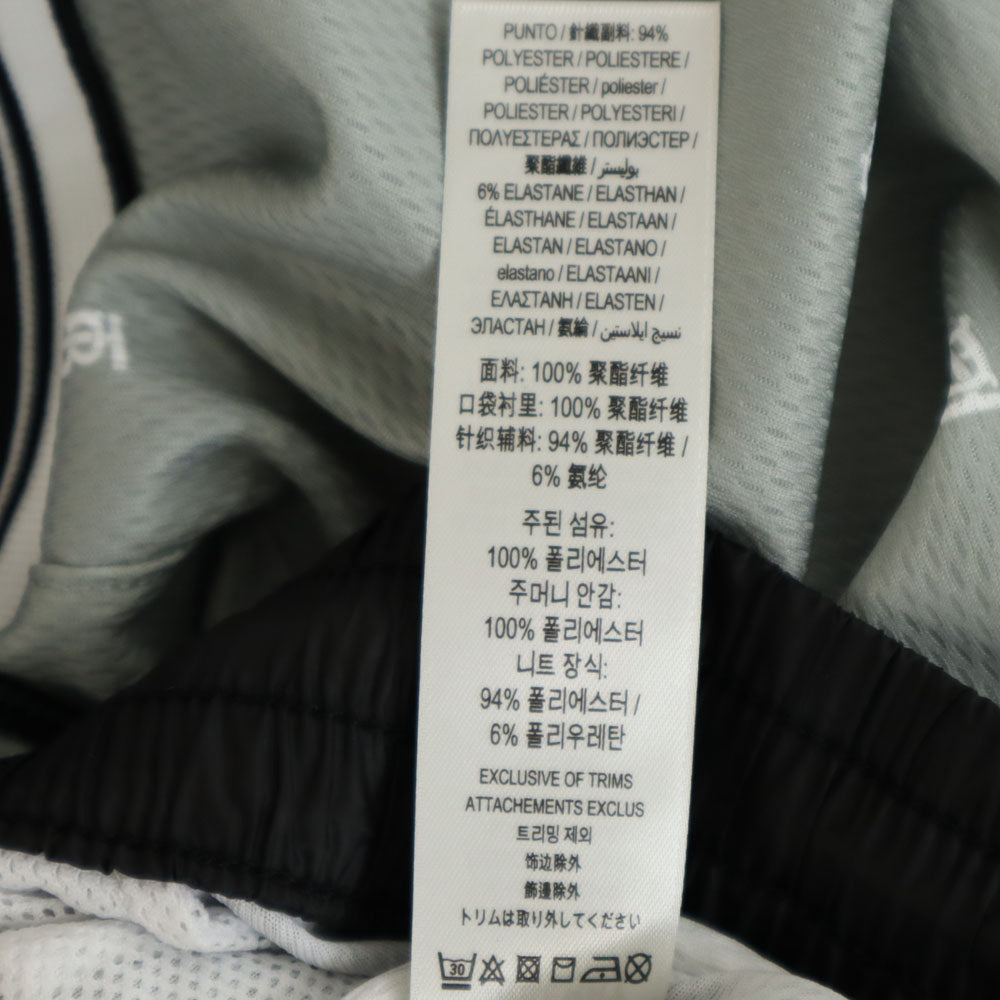 PUNTO / 針織副料: 94%
POLYESTER / POLIESTERE /
POLIÉSTER / poliester /
POLIESTER / POLYESTERI /
ΠΟΛΥΕΣΤΕΡΑΣ / ПОЛИЭСТЕР /
聚酯纖維 / بوليستر
6% ELASTANE / ELASTHAN /
ÉLASTHANE / ELASTAAN /
ELASTAN / ELASTANO /
elastano / ELASTAANI /
ΕΛΑΣΤΑΝΗ / ELASTEN /
ЭЛАСТАН / 氨綸 / نسيج ايلاستين
面料: 100% 聚酯纤维
口袋衬里: 100% 聚酯纤维
针织辅料: 94% 聚酯纤维 /
6% 氨纶
주된 섬유:
100% 폴리에스터
주머니 안감:
100% 폴리에스터
니트 장식:
94% 폴리에스터 /
6% 폴리우레탄
EXCLUSIVE OF TRIMS
ATTACHEMENTS EXCLUS
트리밍 제외
饰边除外
飾邊除外
トリムは取り外してください
30